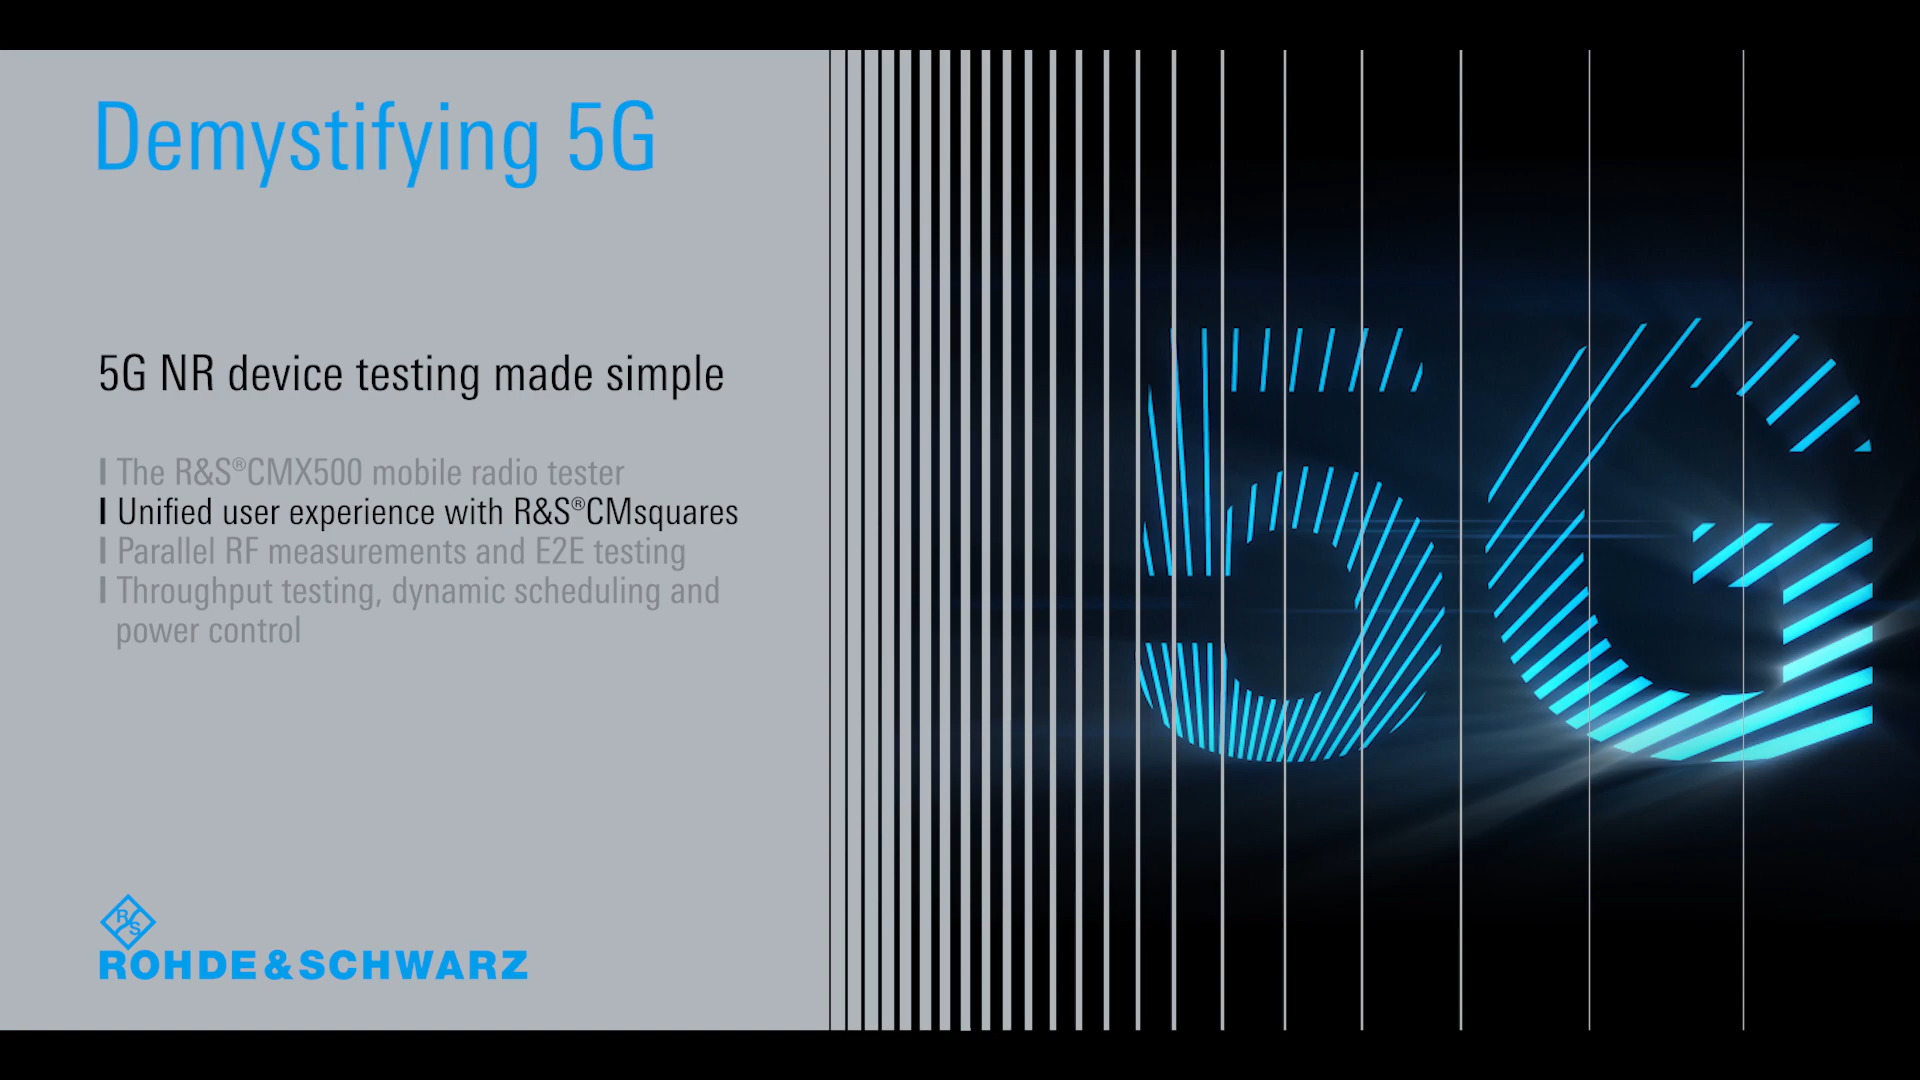 Demystifying 5G
5G NR device testing made simple
The R&S®CMX500 mobile radio tester
Unified user experience with R&S®CMsquares
Parallel RF measurements and E2E testing
Throughput testing, dynamic scheduling and
power control
5G
R S
ROHDE&SCHWARZ